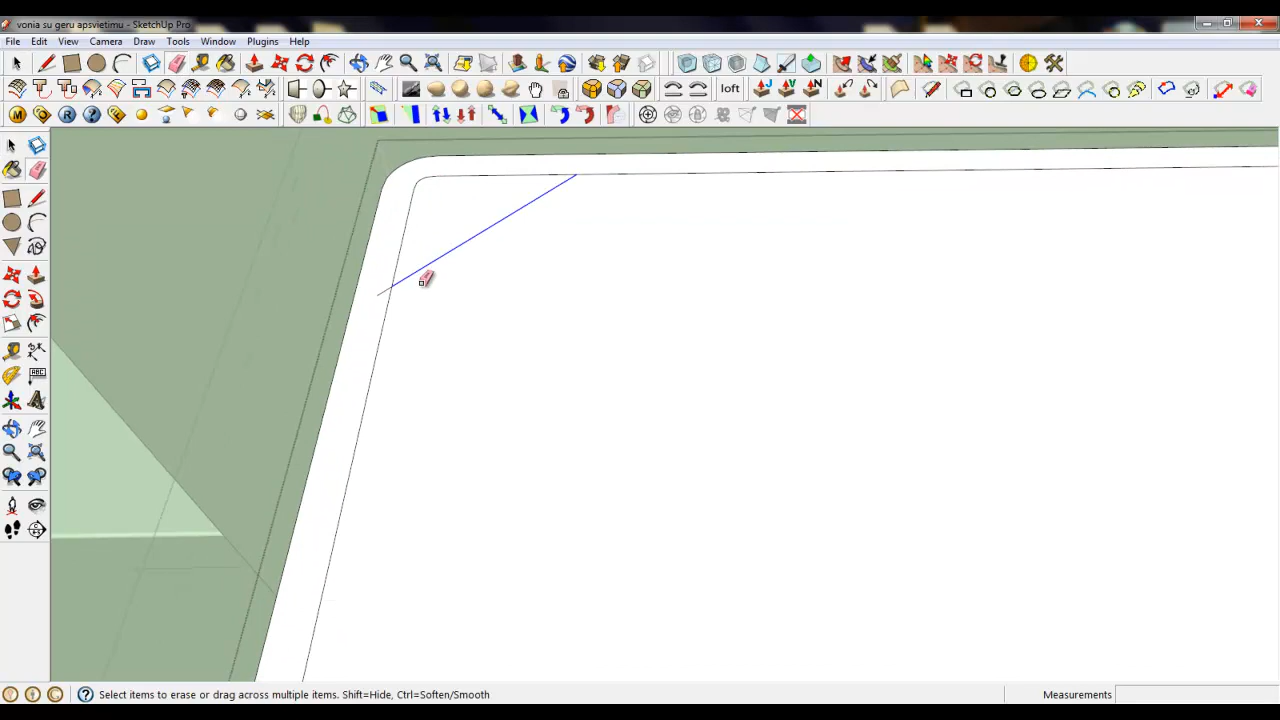 vonia su geru apsvietimu - SketchUp Pro
File Edit View Camera Draw Tools Window Plugins Help
loft J V N
M R ?
ABC
? Select items to erase or drag across multiple items. Shift=Hide, Ctrl=Soften/Smooth Measurements